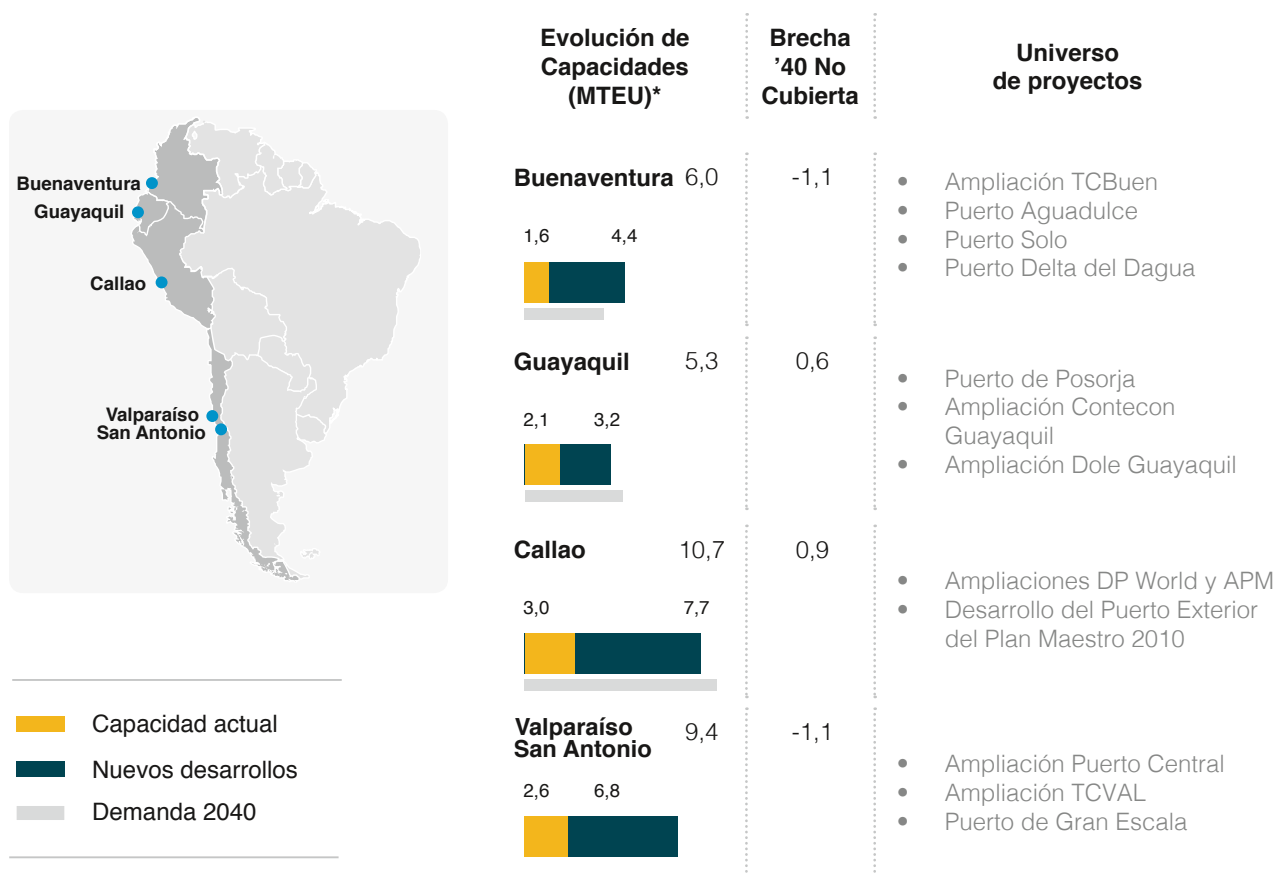 Evolución de
Capacidades
(MTEU)*
Brecha
’40 No
Cubierta
Universo
de proyectos
Buenaventura
Guayaquil
Callao
Valparaíso
San Antonio
Capacidad actual
Nuevos desarrollos
Demanda 2040
Buenaventura 6,0 -1,1
1,6 4,4
• Ampliación TCBuen
• Puerto Aguadulce
• Puerto Solo
• Puerto Delta del Dagua
Guayaquil 5,3 0,6
2,1 3,2
• Puerto de Posorja
• Ampliación Contecon
Guayaquil
• Ampliación Dole Guayaquil
Callao 10,7 0,9
3,0 7,7
• Ampliaciones DP World y APM
• Desarrollo del Puerto Exterior
del Plan Maestro 2010
Valparaíso
San Antonio 9,4 -1,1
2,6 6,8
• Ampliación Puerto Central
• Ampliación TCVAL
• Puerto de Gran Escala